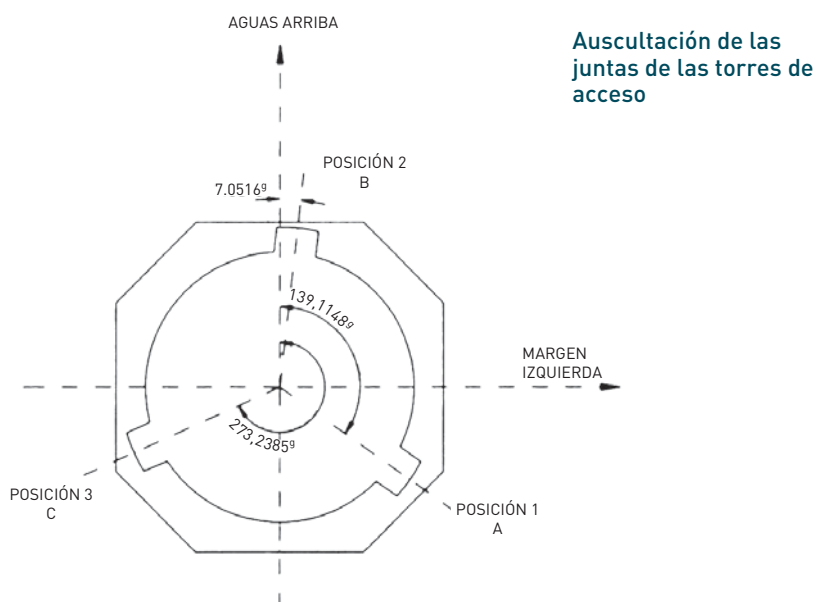 AGUAS ARRIBA
Auscultación de las
juntas de las torres de
acceso
POSICIÓN 2
B
7.0516g
139,1148g
MARGEN
IZQUIERDA
273,2385g
POSICIÓN 3
C
POSICIÓN 1
A